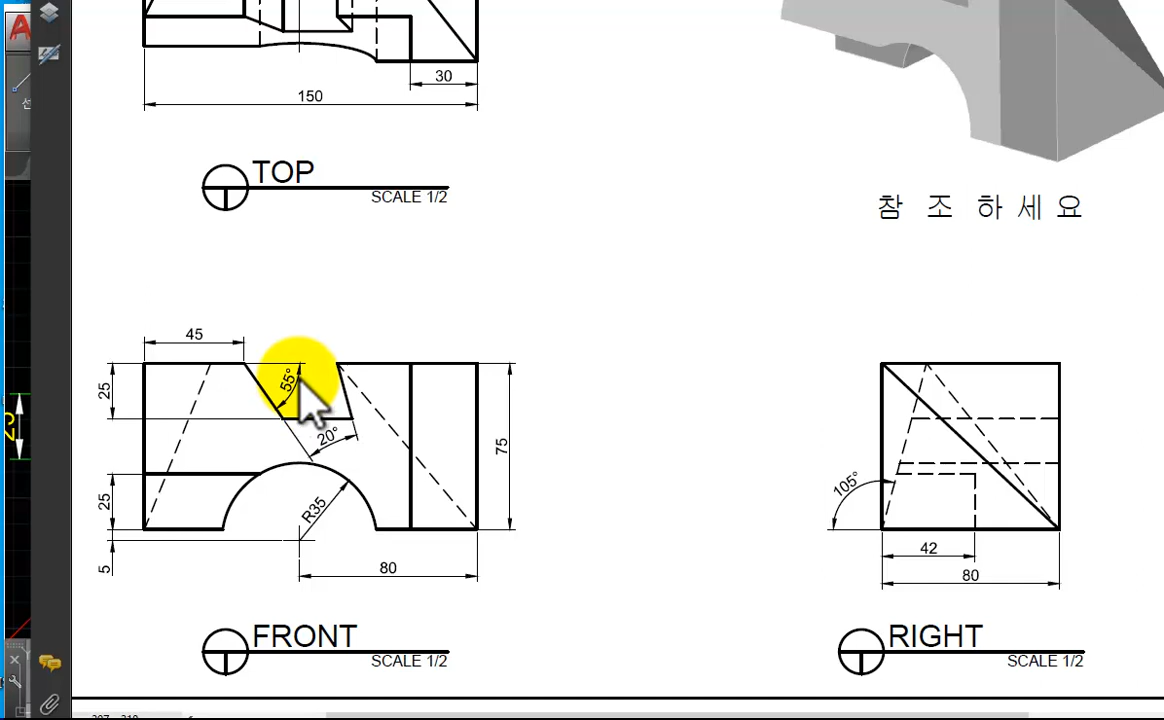 30
150
TOP
SCALE 1/2
참 조 하 세 요
45
55°
25
20°
75
25
R35
5
80
FRONT
SCALE 1/2
105°
42
80
RIGHT
SCALE 1/2